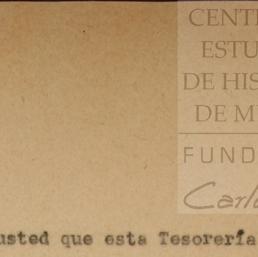 CENT
ESTU
DE HIS
DE M
FUND
Carl
usted que esta Tesorería